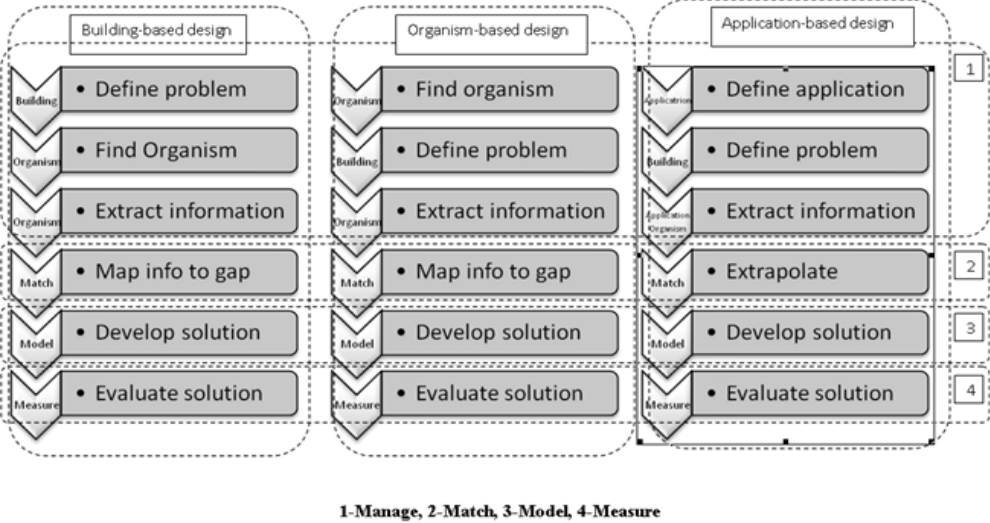 Building-based design
Building
• Define problem
Organism
• Find Organism
Organism
• Extract information
Match
• Map info to gap
Model
• Develop solution
Measure
• Evaluate solution
Organism-based design
Organism
• Find organism
Building
• Define problem
Organism
• Extract information
Match
• Map info to gap
Model
• Develop solution
Measure
• Evaluate solution
Application-based design
Application
• Define application
Building
• Define problem
Application
Organism
• Extract information
Match
• Extrapolate
Model
• Develop solution
Measure
• Evaluate solution
1
2
3
4
1-Manage, 2-Match, 3-Model, 4-Measure